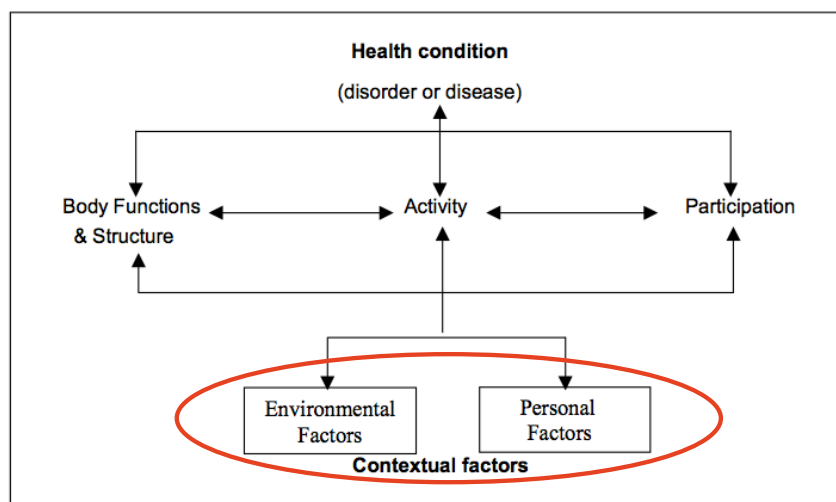 Health condition
(disorder or disease)
Body Functions
& Structure
Activity
Participation
Environmental
Factors
Personal
Factors
Contextual factors